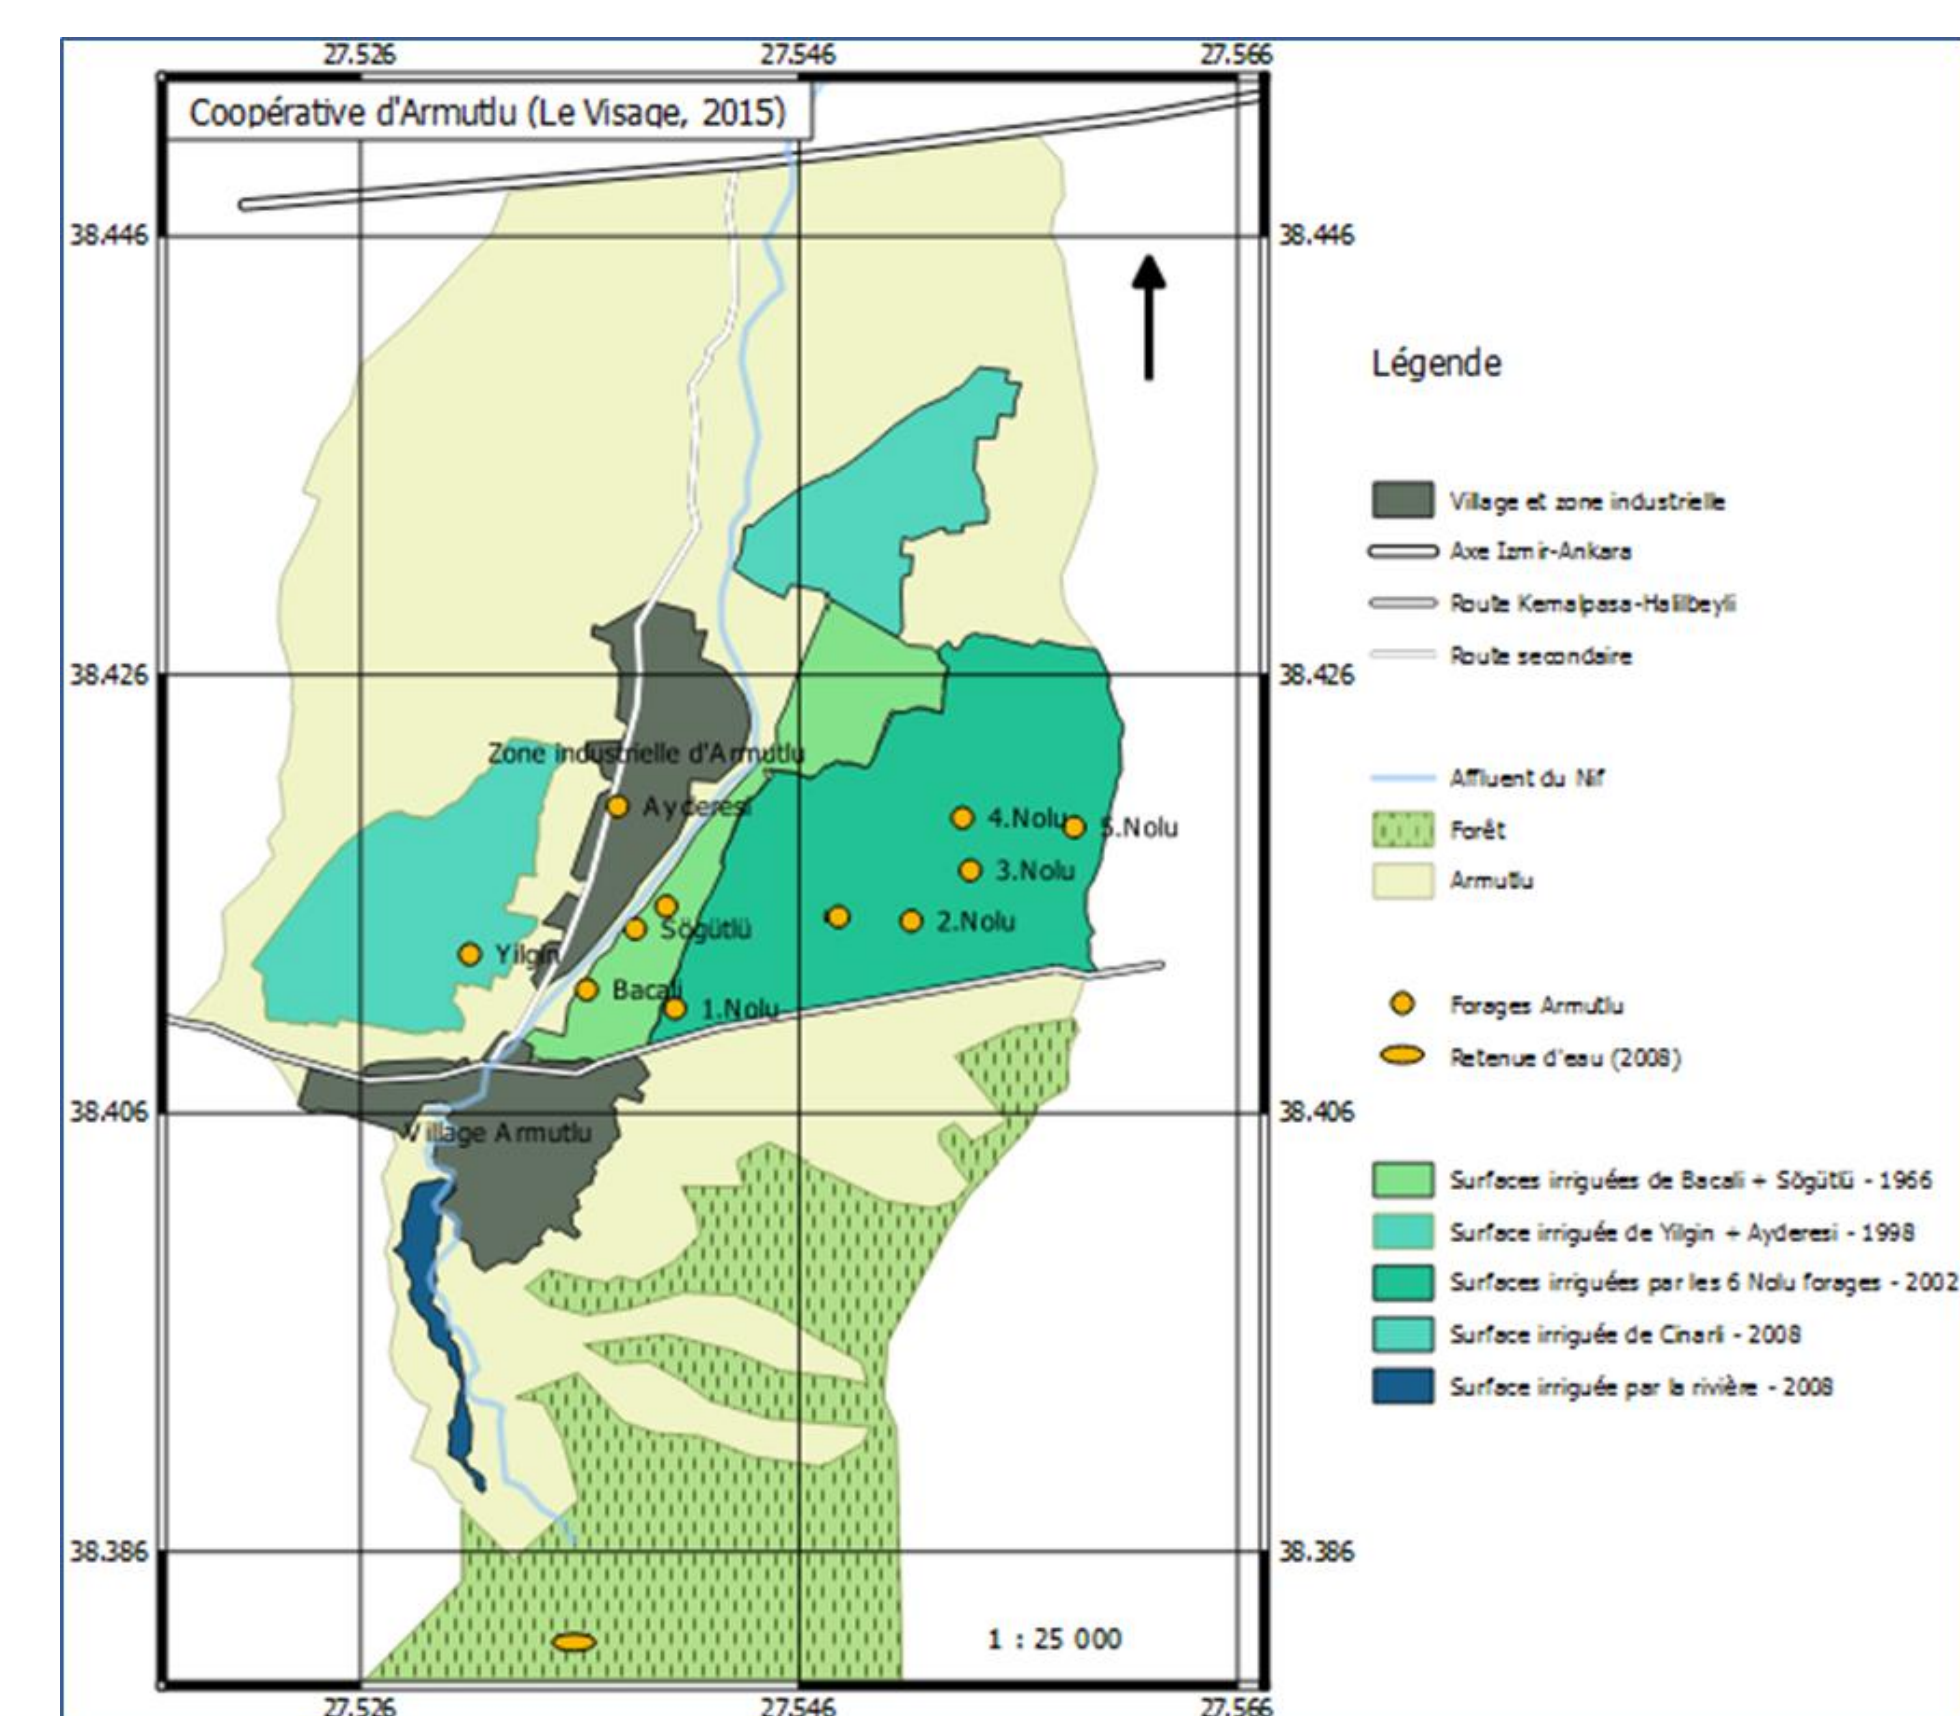 27.526 27.546 27.566
Coopérative d'Armutlu (Le Visage, 2015)
38.446 38.446
Légende
Village et zone industrielle
Axe Izmir-Ankara
Route Kemalpasa-Halilbeyli
Route secondaire
38.426 38.426
Zone industrielle d'Armutlu
Affluent du Nif
Ayderesi
4.Nolu
5.Nolu
Forêt
3.Nolu
Armutlu
2.Nolu
Sögütlü
Yilgin
Bacali
1.Nolu
Forages Armutlu
Retenue d'eau (2008)
38.406 38.406
Village Armutlu
Surfaces irriguées de Bacali + Sögütlü - 1966
Surface irriguée de Yilgin + Ayderesi - 1998
Surfaces irriguées par les 6 Nolu forages - 2002
Surface irriguée de Cinarli - 2008
Surface irriguée par la rivière - 2008
38.386 38.386
1 : 25 000
27.526 27.546 27.566